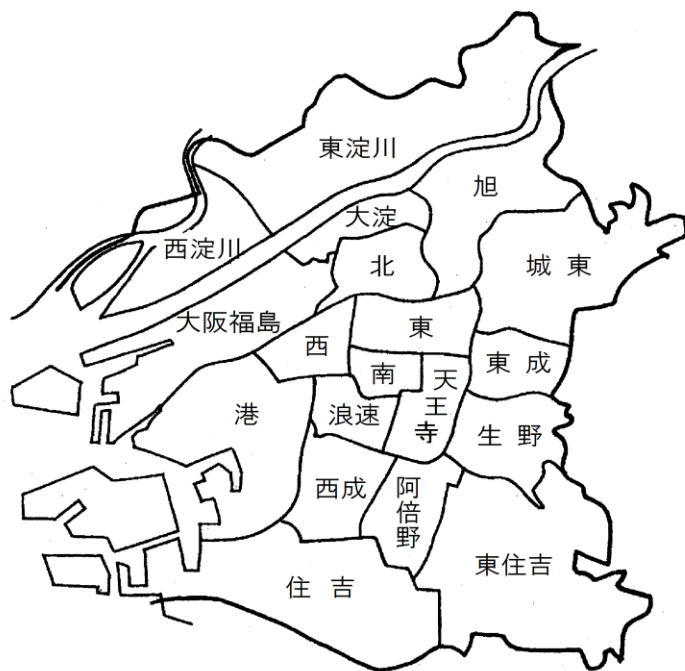 東淀川
旭
大淀
西淀川
北
城東
大阪福島
東
西
東成
南
天王寺
港
浪速
生野
西成
阿倍野
東住吉
住吉